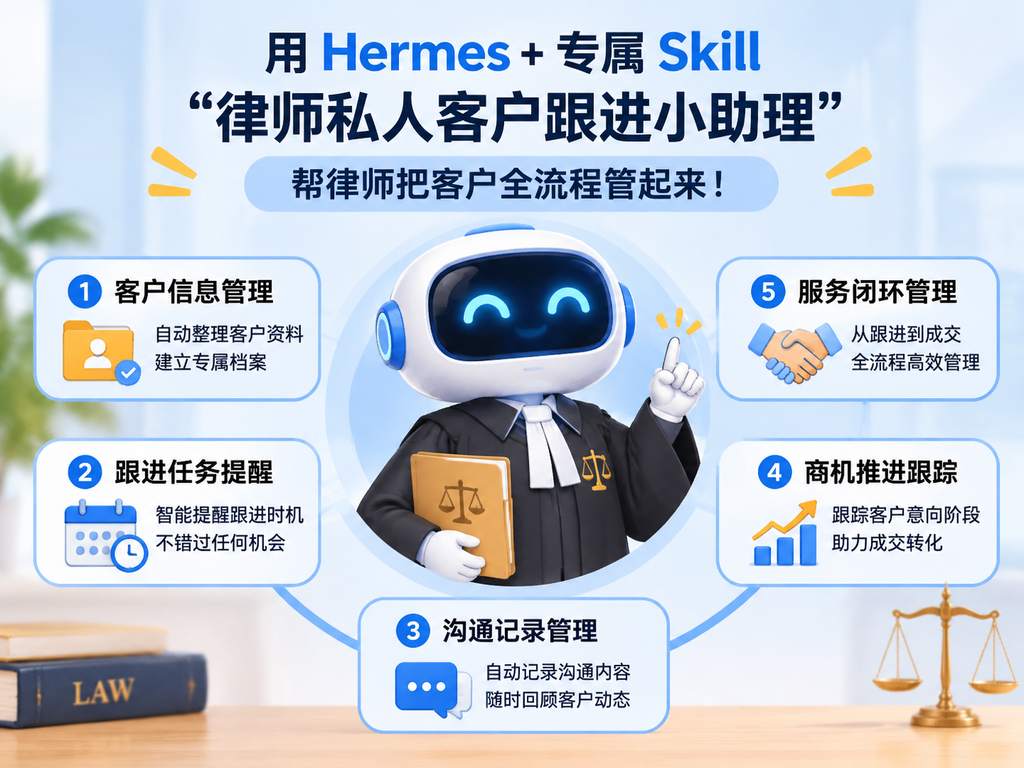 用 Hermes + 专属 Skill
“律师私人客户跟进小助理”
帮律师把客户全流程管起来！
1 客户信息管理
自动整理客户资料
建立专属档案
2 跟进任务提醒
智能提醒跟进时机
不错过任何机会
3 沟通记录管理
自动记录沟通内容
随时回顾客户动态
4 商机推进跟踪
跟踪客户意向阶段
助力成交转化
5 服务闭环管理
从跟进到成交
全流程高效管理
LAW